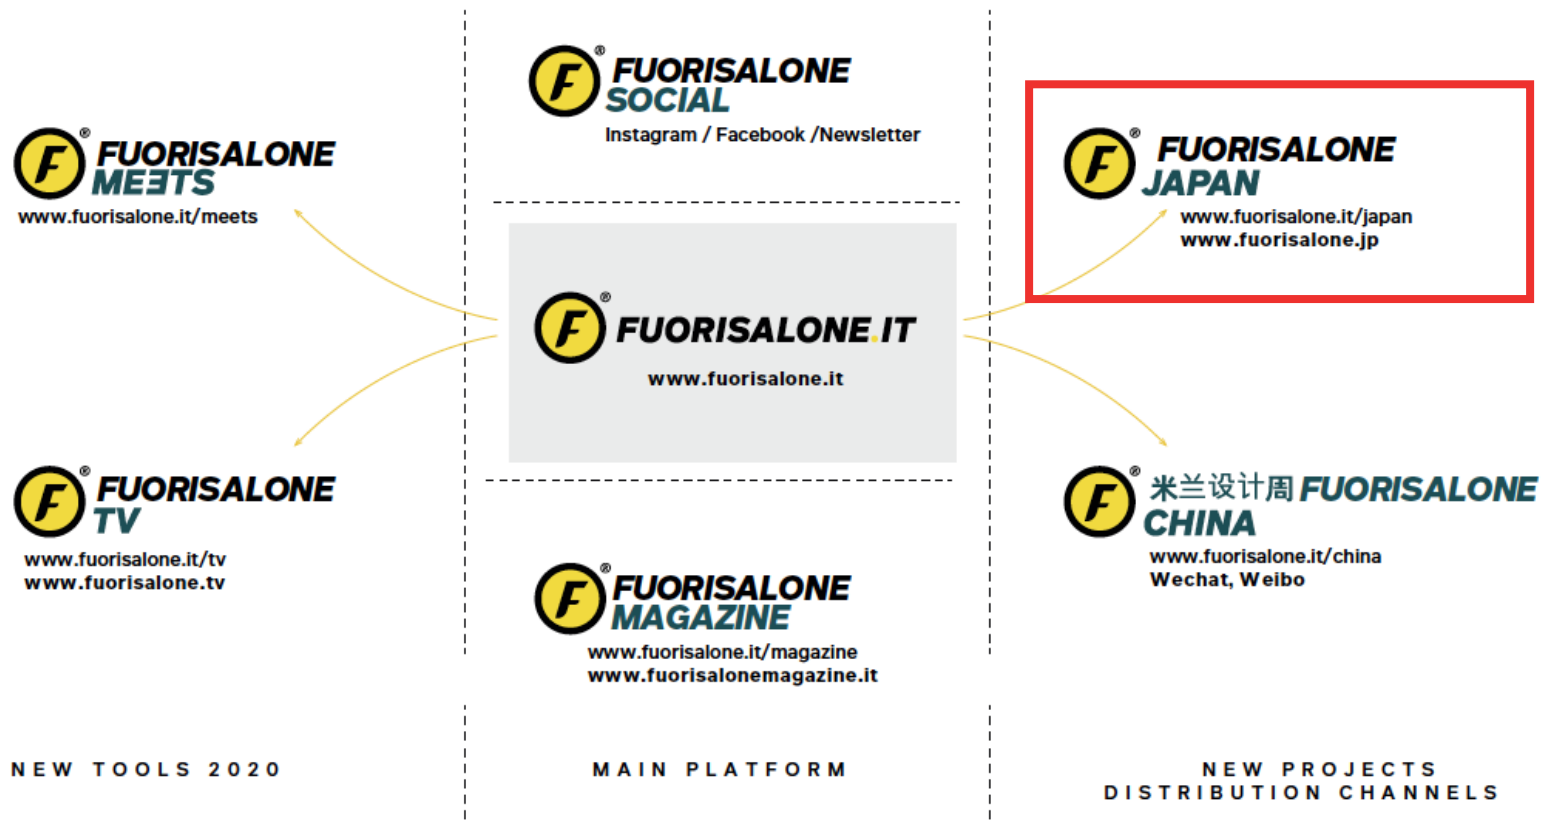 F®
FUORISALONE
MEƎTS
www.fuorisalone.it/meets
F®
FUORISALONE
TV
www.fuorisalone.it/tv
www.fuorisalone.tv
NEW TOOLS 2020
F®
FUORISALONE
SOCIAL
Instagram / Facebook /Newsletter
F®
FUORISALONE.IT
www.fuorisalone.it
F®
FUORISALONE
MAGAZINE
www.fuorisalone.it/magazine
www.fuorisalonemagazine.it
MAIN PLATFORM
F®
FUORISALONE
JAPAN
www.fuorisalone.it/japan
www.fuorisalone.jp
F®
米兰设计周 FUORISALONE
CHINA
www.fuorisalone.it/china
Wechat, Weibo
NEW PROJECTS
DISTRIBUTION CHANNELS